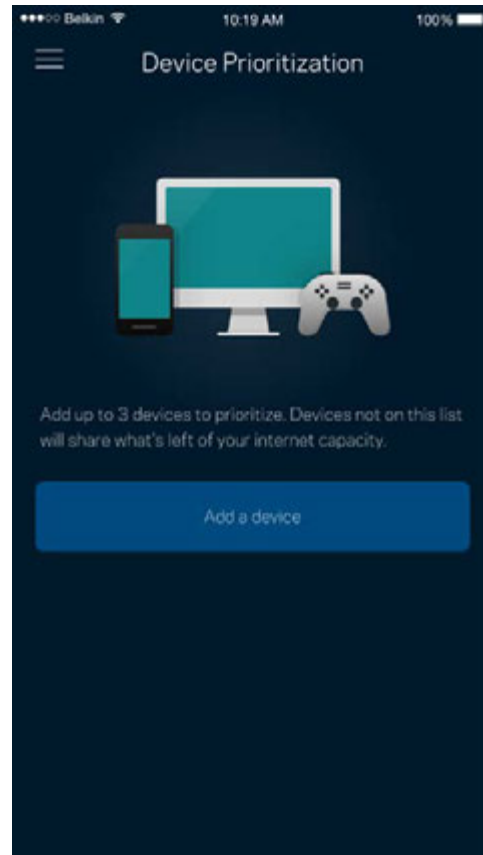 Belkin 10:19 AM 100%
Device Prioritization
Add up to 3 devices to prioritize. Devices not on this list
will share what's left of your internet capacity.
Add a device